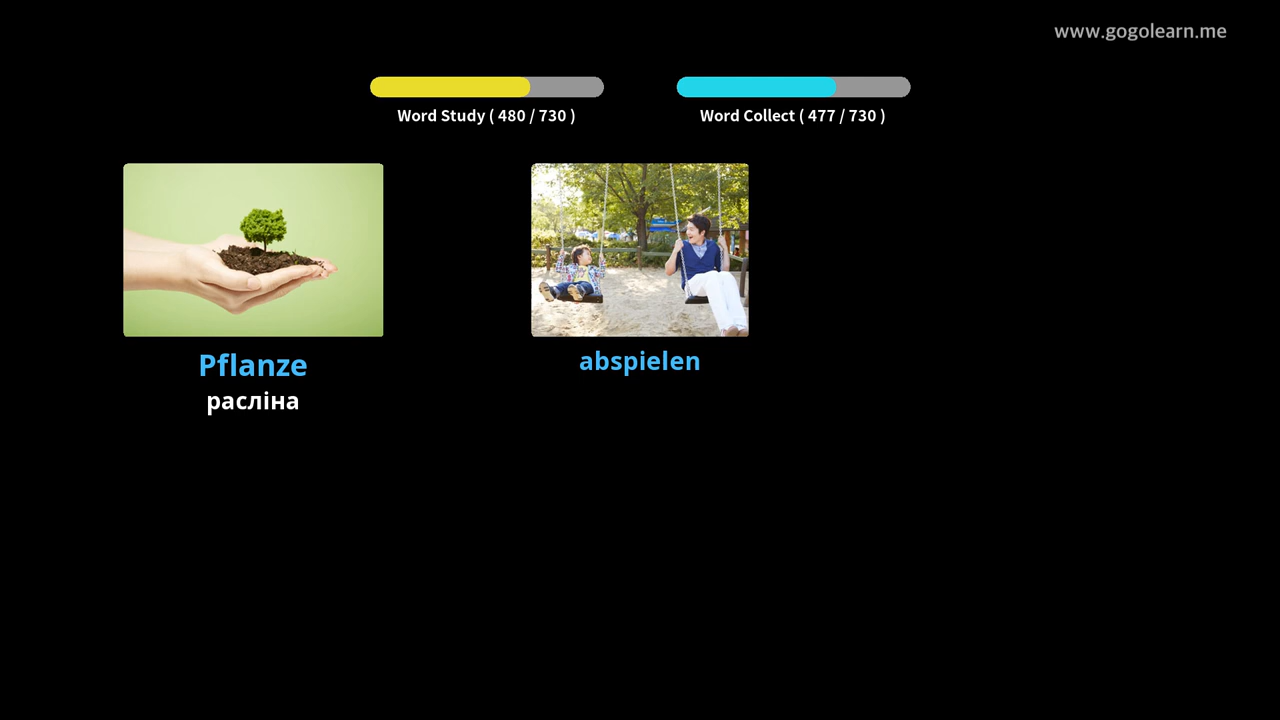 www.gogolearn.me
Word Study ( 480 / 730 )
Word Collect ( 477 / 730 )
Pflanze
расліна
abspielen